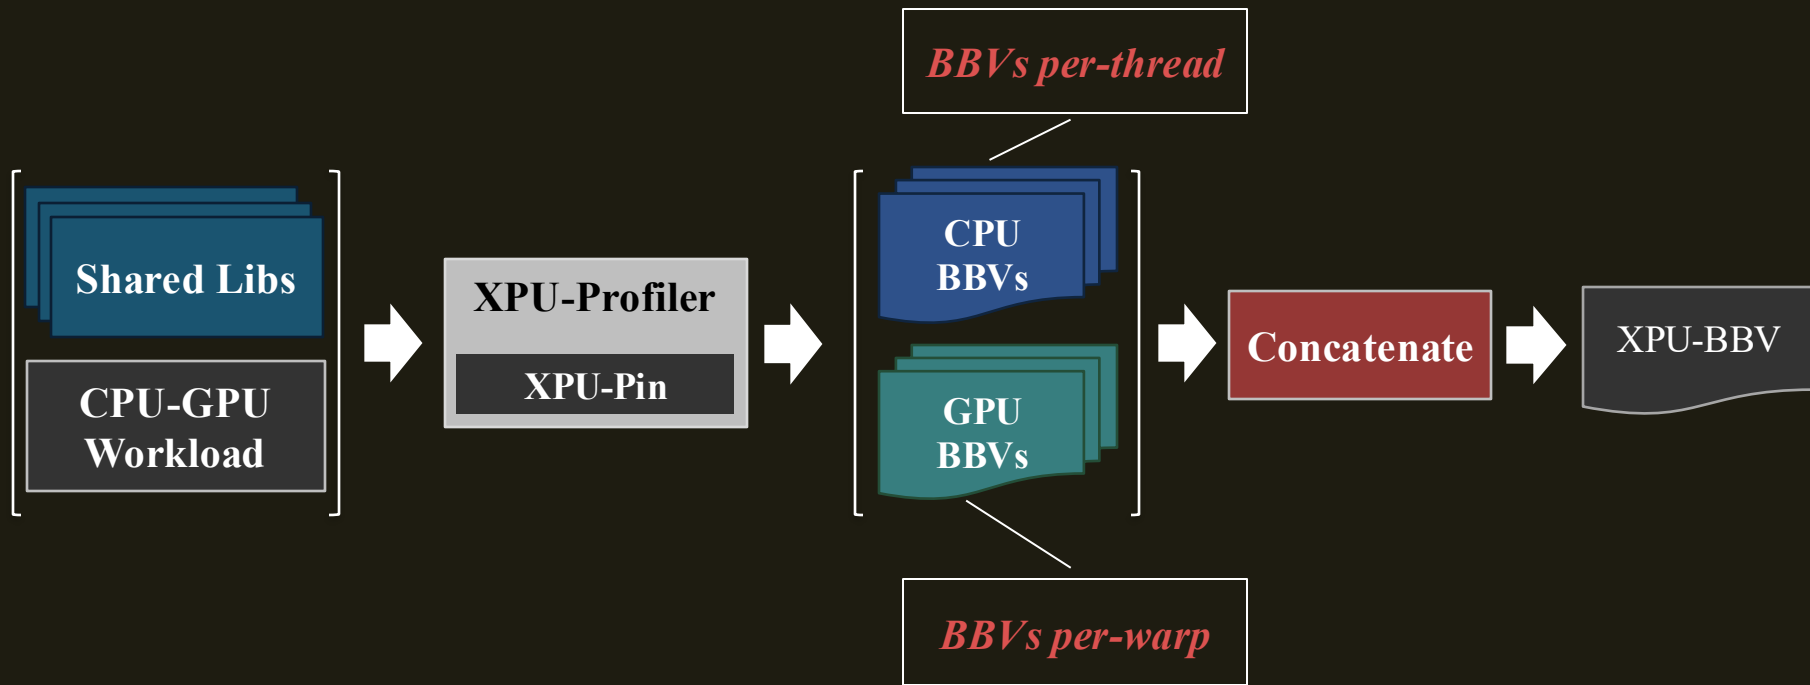 BBVs per-thread
Shared Libs
CPU-GPU
Workload
XPU-Profiler
XPU-Pin
CPU
BBVs
GPU
BBVs
Concatenate
XPU-BBV
BBVs per-warp